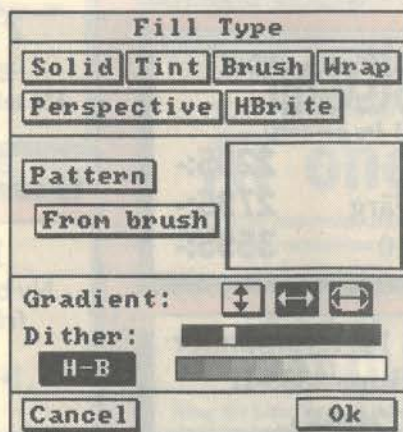 Fill Type
Solid Tint Brush Wrap
Perspective HBrite
Pattern
From brush
Gradient:
Dither:
H-B
Cancel Ok